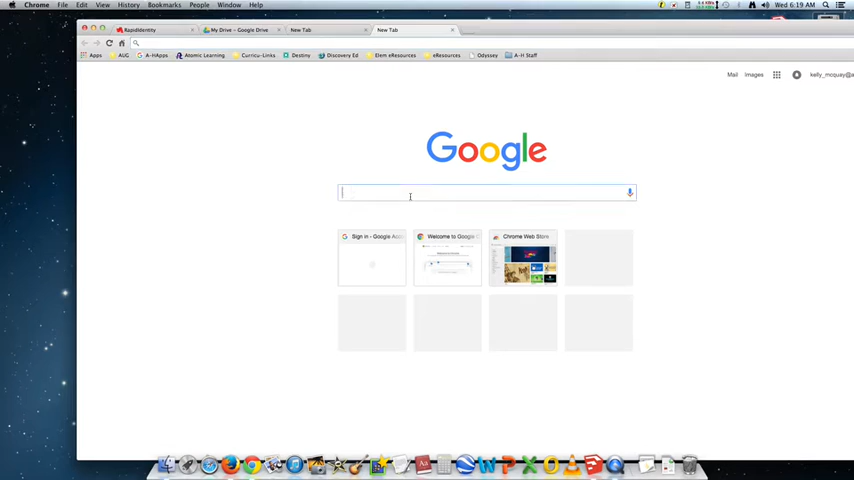 Chrome File Edit View History Bookmarks People Window Help Wed 6:19 AM
RapidIdentity My Drive - Google Drive New Tab New Tab
Apps AUG A-HApps Atomic Learning Curricu-Links Destiny Discovery Ed Elem eResources eResources Odyssey A-H Staff
Mail Images kelly_mcquey@a
Google
Sign in - Google Acco Welcome to Google C Chrome Web Store